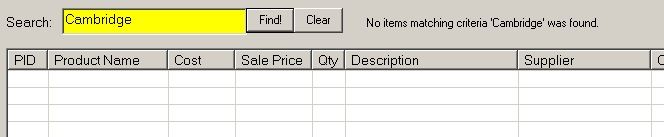 Search: Cambridge Find! Clear No items matching criteria 'Cambridge' was found.
PID Product Name Cost Sale Price Qty Description Supplier